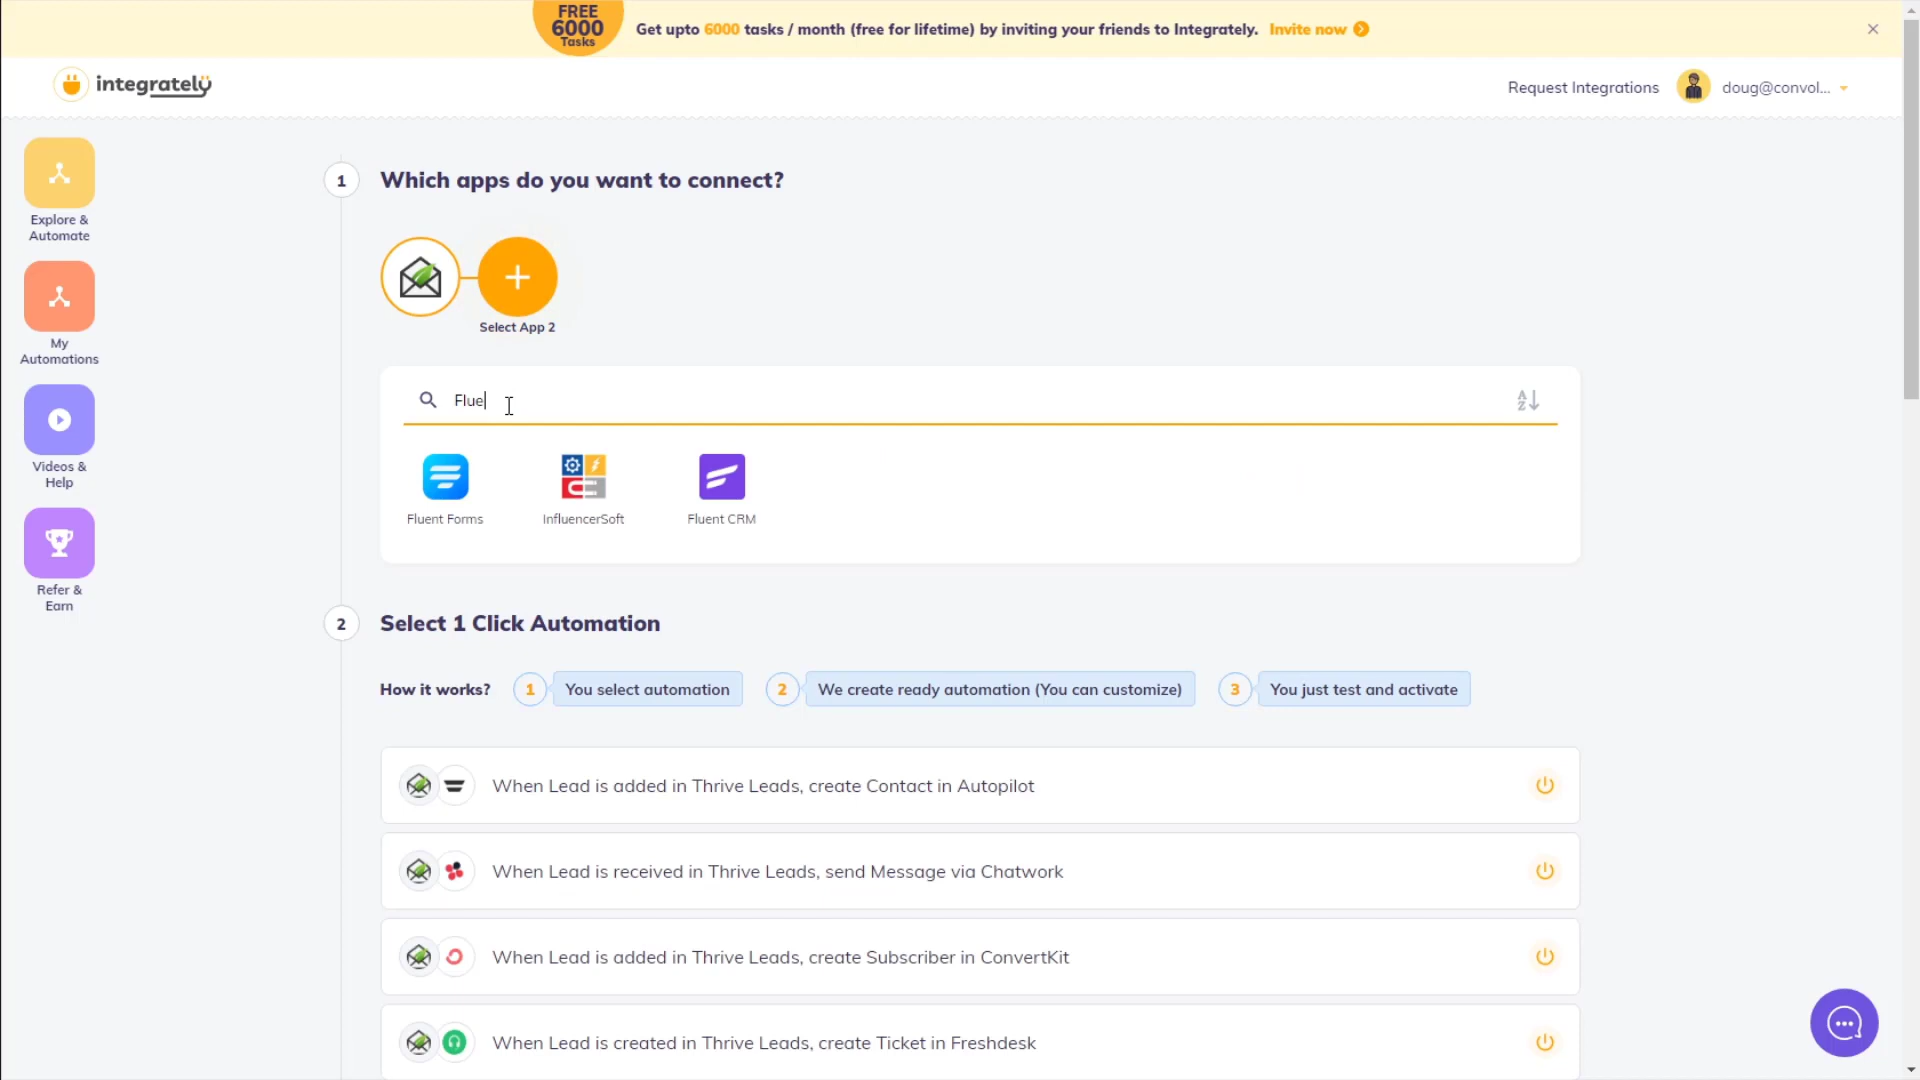 FREE
6000
Tasks
Get upto 6000 tasks / month (free for lifetime) by inviting your friends to Integrately. Invite now
integrately
Request Integrations
doug@convol...
Explore &
Automate
My
Automations
Videos &
Help
Refer &
Earn
1
Which apps do you want to connect?
Select App 2
Flue
A
Z
Fluent Forms
InfluencerSoft
Fluent CRM
2
Select 1 Click Automation
How it works? 1 You select automation 2 We create ready automation (You can customize) 3 You just test and activate
When Lead is added in Thrive Leads, create Contact in Autopilot
When Lead is received in Thrive Leads, send Message via Chatwork
When Lead is added in Thrive Leads, create Subscriber in ConvertKit
When Lead is created in Thrive Leads, create Ticket in Freshdesk